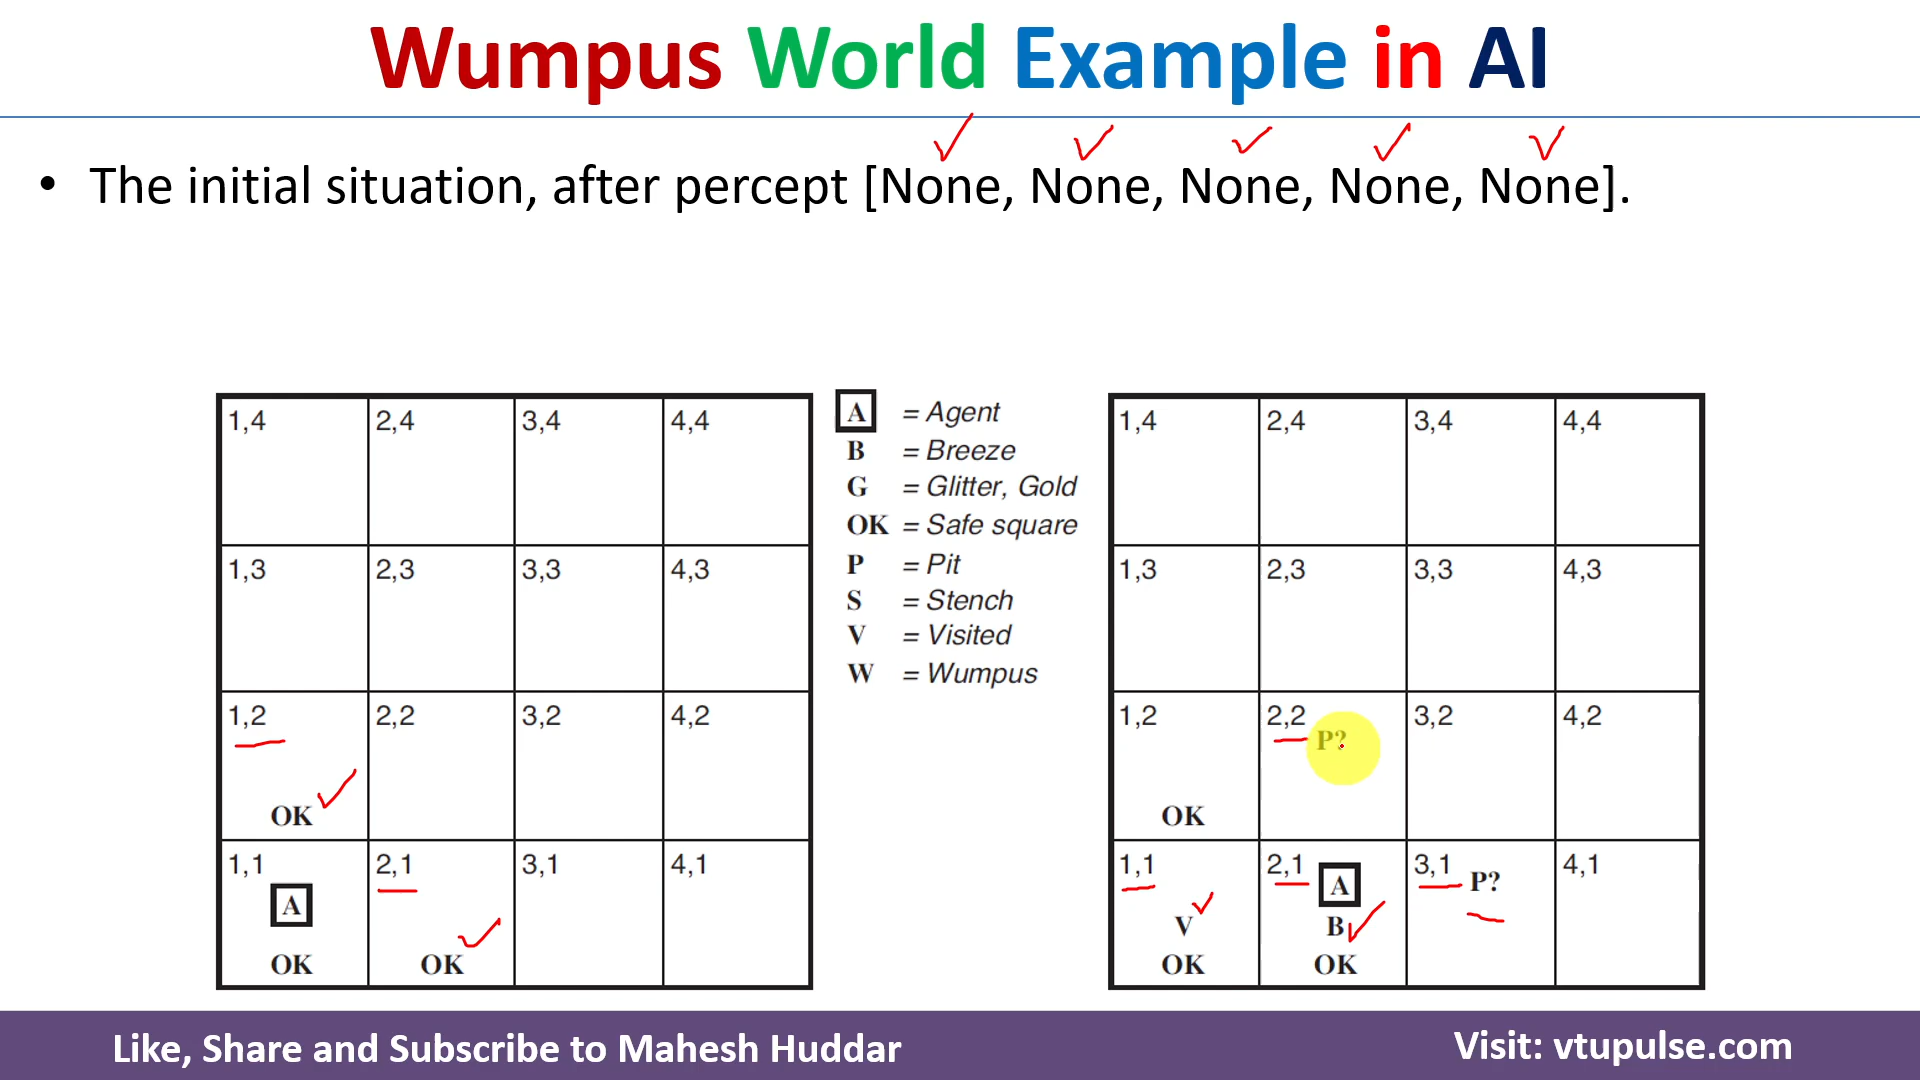 Wumpus World Example in AI
• The initial situation, after percept [None, None, None, None, None].
1,4 2,4 3,4 4,4
1,3 2,3 3,3 4,3
1,2 2,2 3,2 4,2
OK
1,1 2,1 3,1 4,1
A
OK OK
A = Agent
B = Breeze
G = Glitter, Gold
OK = Safe square
P = Pit
S = Stench
V = Visited
W = Wumpus
1,4 2,4 3,4 4,4
1,3 2,3 3,3 4,3
1,2 2,2 3,2 4,2
P?
OK
1,1 2,1 3,1 4,1
A P?
V B
OK OK
Like, Share and Subscribe to Mahesh Huddar
Visit: vtupulse.com